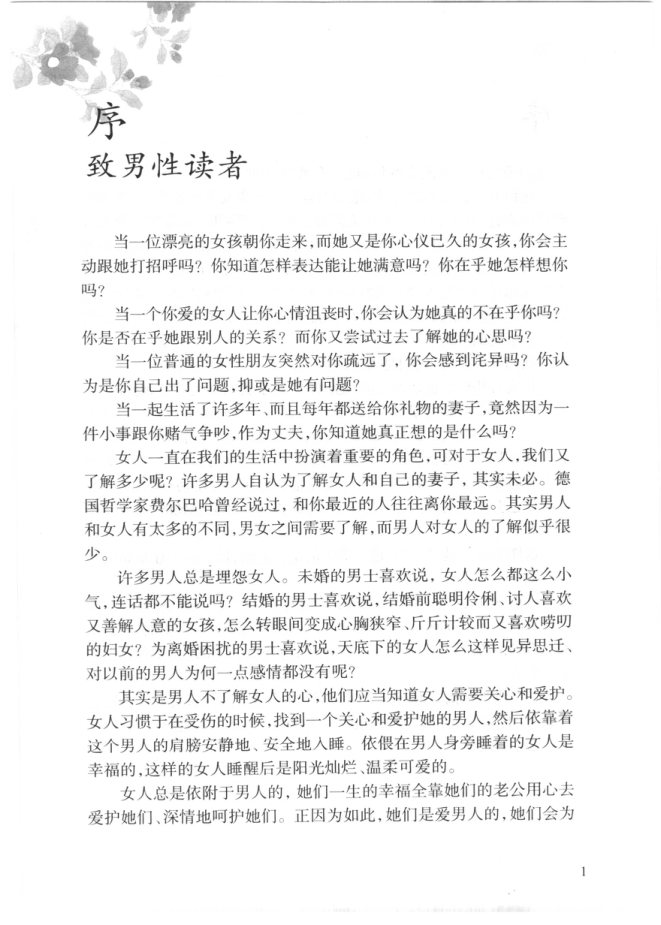 序
致男性读者
当一位漂亮的女孩朝你走来,而她又是你心仪已久的女孩,你会主
动跟她打招呼吗？你知道怎样表达能让她满意吗？你在乎她怎样想你
吗？
当一个你爱的女人让你心情沮丧时,你会认为她真的不在乎你吗？
你是否在乎她跟别人的关系？而你又尝试过去了解她的心思吗？
当一位普通的女性朋友突然对你疏远了,你会感到诧异吗？你认
为是你自己出了问题,抑或是她有问题？
当一起生活了许多年、而且每年都送给你礼物的妻子,竟然因为一
件小事跟你赌气争吵,作为丈夫,你知道她真正想的是什么吗？
女人一直在我们的生活中扮演着重要的角色,可对于女人,我们又
了解多少呢？许多男人自认为了解女人和自己的妻子,其实未必。德
国哲学家费尔巴哈曾经说过,和你最近的人往往离你最远。其实男人
和女人有太多的不同,男女之间需要了解,而男人对女人的了解似乎很
少。
许多男人总是埋怨女人。未婚的男士喜欢说,女人怎么都这么小
气,连话都不能说吗？结婚的男士喜欢说,结婚前聪明伶俐、讨人喜欢
又善解人意的女孩,怎么转眼间变成心胸狭窄、斤斤计较而又喜欢唠叨
的妇女？为离婚困扰的男士喜欢说,天底下的女人怎么这样见异思迁、
对以前的男人为何一点感情都没有呢？
其实是男人不了解女人的心,他们应当知道女人需要关心和爱护。
女人习惯于在受伤的时候,找到一个关心和爱护她的男人,然后依靠着
这个男人的肩膀安静地、安全地入睡。依偎在男人身旁睡着的女人是
幸福的,这样的女人睡醒后是阳光灿烂、温柔可爱的。
女人总是依附于男人的,她们一生的幸福全靠她们的老公用心去
爱护她们、深情地呵护她们。正因为如此,她们是爱男人的,她们会为
1